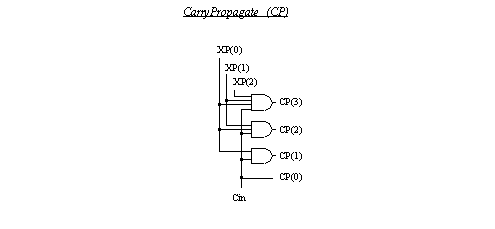 CarryPropagate (CP)
XP(0)
XP(1)
XP(2)
CP(3)
CP(2)
CP(1)
CP(0)
Cin